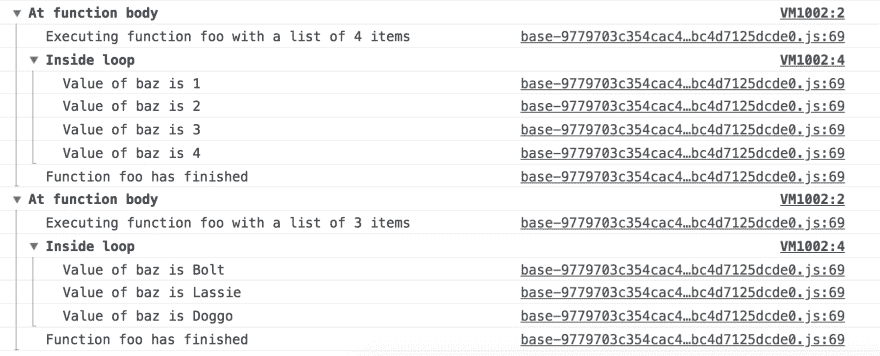 ▼ At function body VM1002:2
Executing function foo with a list of 4 items base-9779703c354cac4…bc4d7125dcde0.js:69
▼ Inside loop VM1002:4
Value of baz is 1 base-9779703c354cac4…bc4d7125dcde0.js:69
Value of baz is 2 base-9779703c354cac4…bc4d7125dcde0.js:69
Value of baz is 3 base-9779703c354cac4…bc4d7125dcde0.js:69
Value of baz is 4 base-9779703c354cac4…bc4d7125dcde0.js:69
Function foo has finished base-9779703c354cac4…bc4d7125dcde0.js:69
▼ At function body VM1002:2
Executing function foo with a list of 3 items base-9779703c354cac4…bc4d7125dcde0.js:69
▼ Inside loop VM1002:4
Value of baz is Bolt base-9779703c354cac4…bc4d7125dcde0.js:69
Value of baz is Lassie base-9779703c354cac4…bc4d7125dcde0.js:69
Value of baz is Doggo base-9779703c354cac4…bc4d7125dcde0.js:69
Function foo has finished base-9779703c354cac4…bc4d7125dcde0.js:69